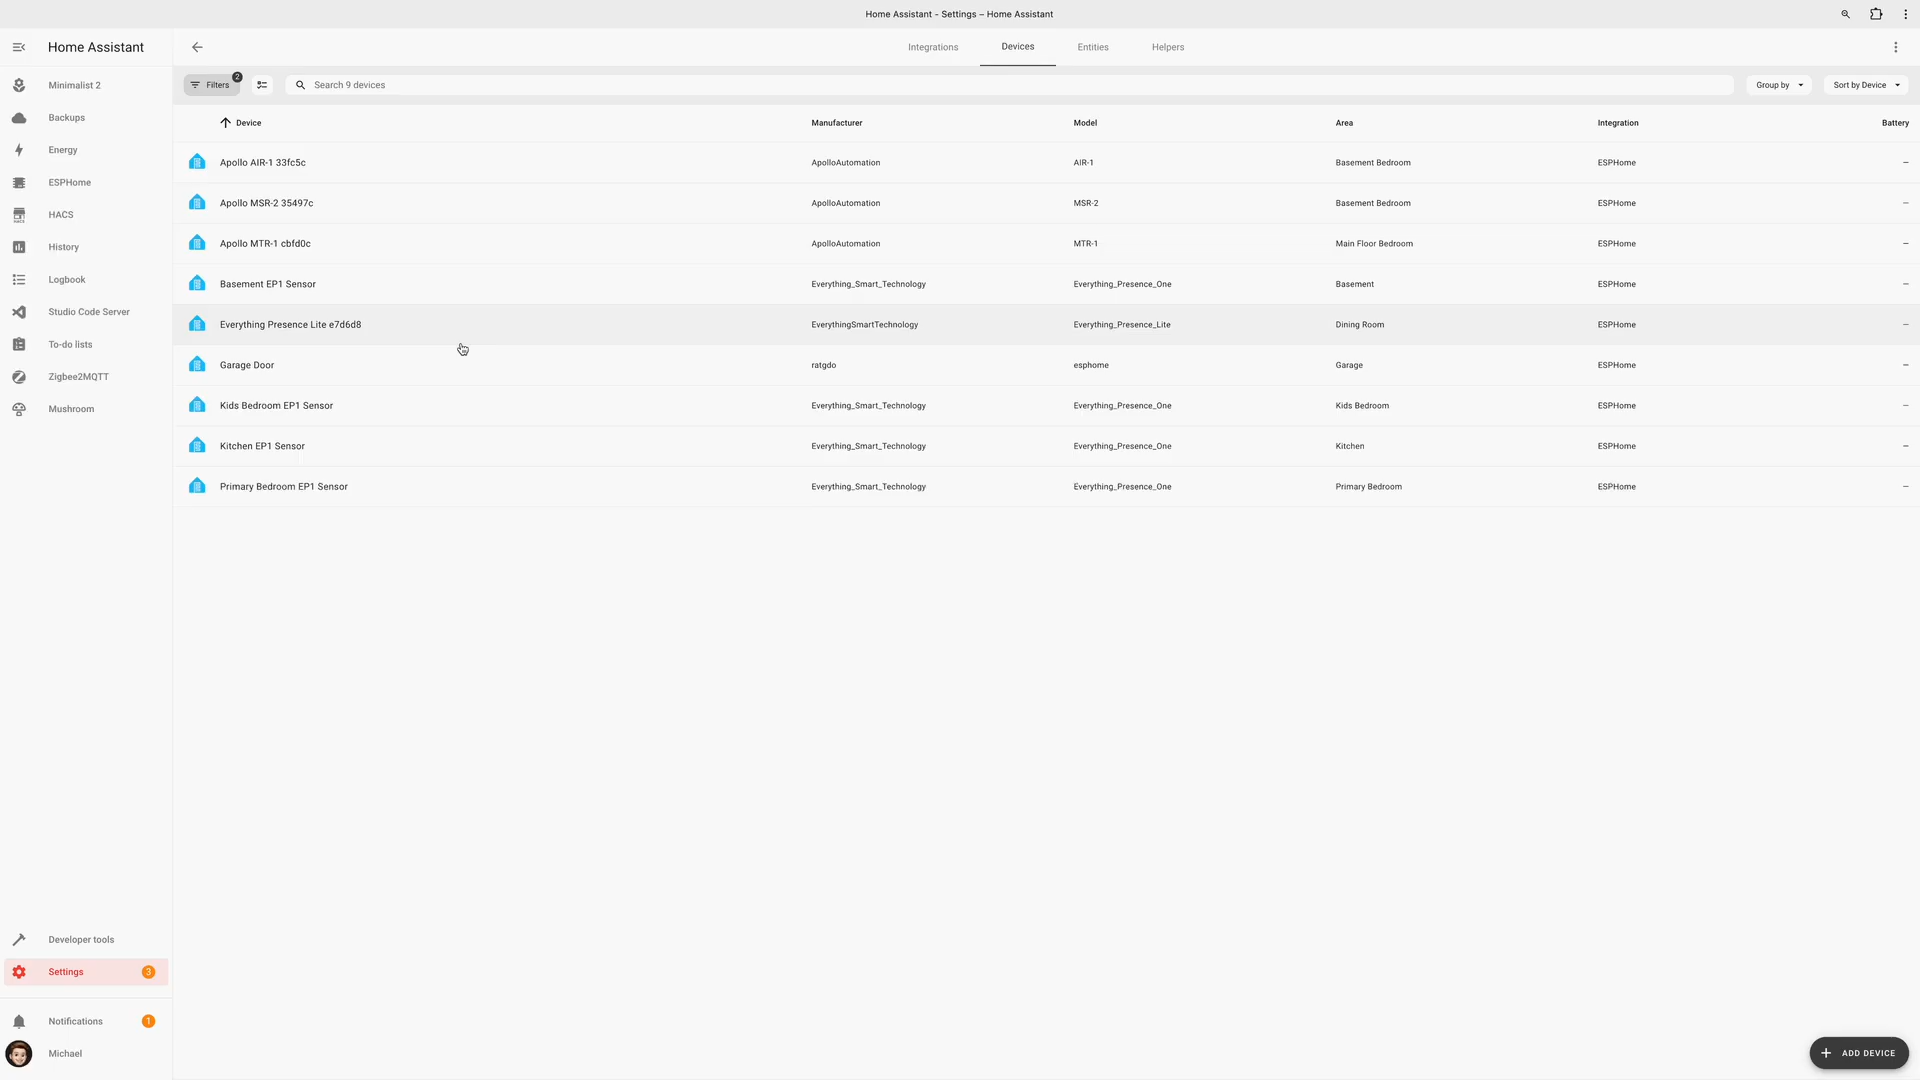 Home Assistant - Settings – Home Assistant
Home Assistant
Integrations
Devices
Entities
Helpers
Minimalist 2
Backups
Energy
ESPHome
HACS
HACS
History
Logbook
Studio Code Server
To-do lists
Zigbee2MQTT
Mushroom
Developer tools
Settings 3
Notifications 1
Michael
Filters 2
Search 9 devices
Group by
Sort by Device
Device Manufacturer Model Area Integration Battery
Apollo AIR-1 33fc5c ApolloAutomation AIR-1 Basement Bedroom ESPHome –
Apollo MSR-2 35497c ApolloAutomation MSR-2 Basement Bedroom ESPHome –
Apollo MTR-1 cbfd0c ApolloAutomation MTR-1 Main Floor Bedroom ESPHome –
Basement EP1 Sensor Everything_Smart_Technology Everything_Presence_One Basement ESPHome –
Everything Presence Lite e7d6d8 EverythingSmartTechnology Everything_Presence_Lite Dining Room ESPHome –
Garage Door ratgdo esphome Garage ESPHome –
Kids Bedroom EP1 Sensor Everything_Smart_Technology Everything_Presence_One Kids Bedroom ESPHome –
Kitchen EP1 Sensor Everything_Smart_Technology Everything_Presence_One Kitchen ESPHome –
Primary Bedroom EP1 Sensor Everything_Smart_Technology Everything_Presence_One Primary Bedroom ESPHome –
ADD DEVICE